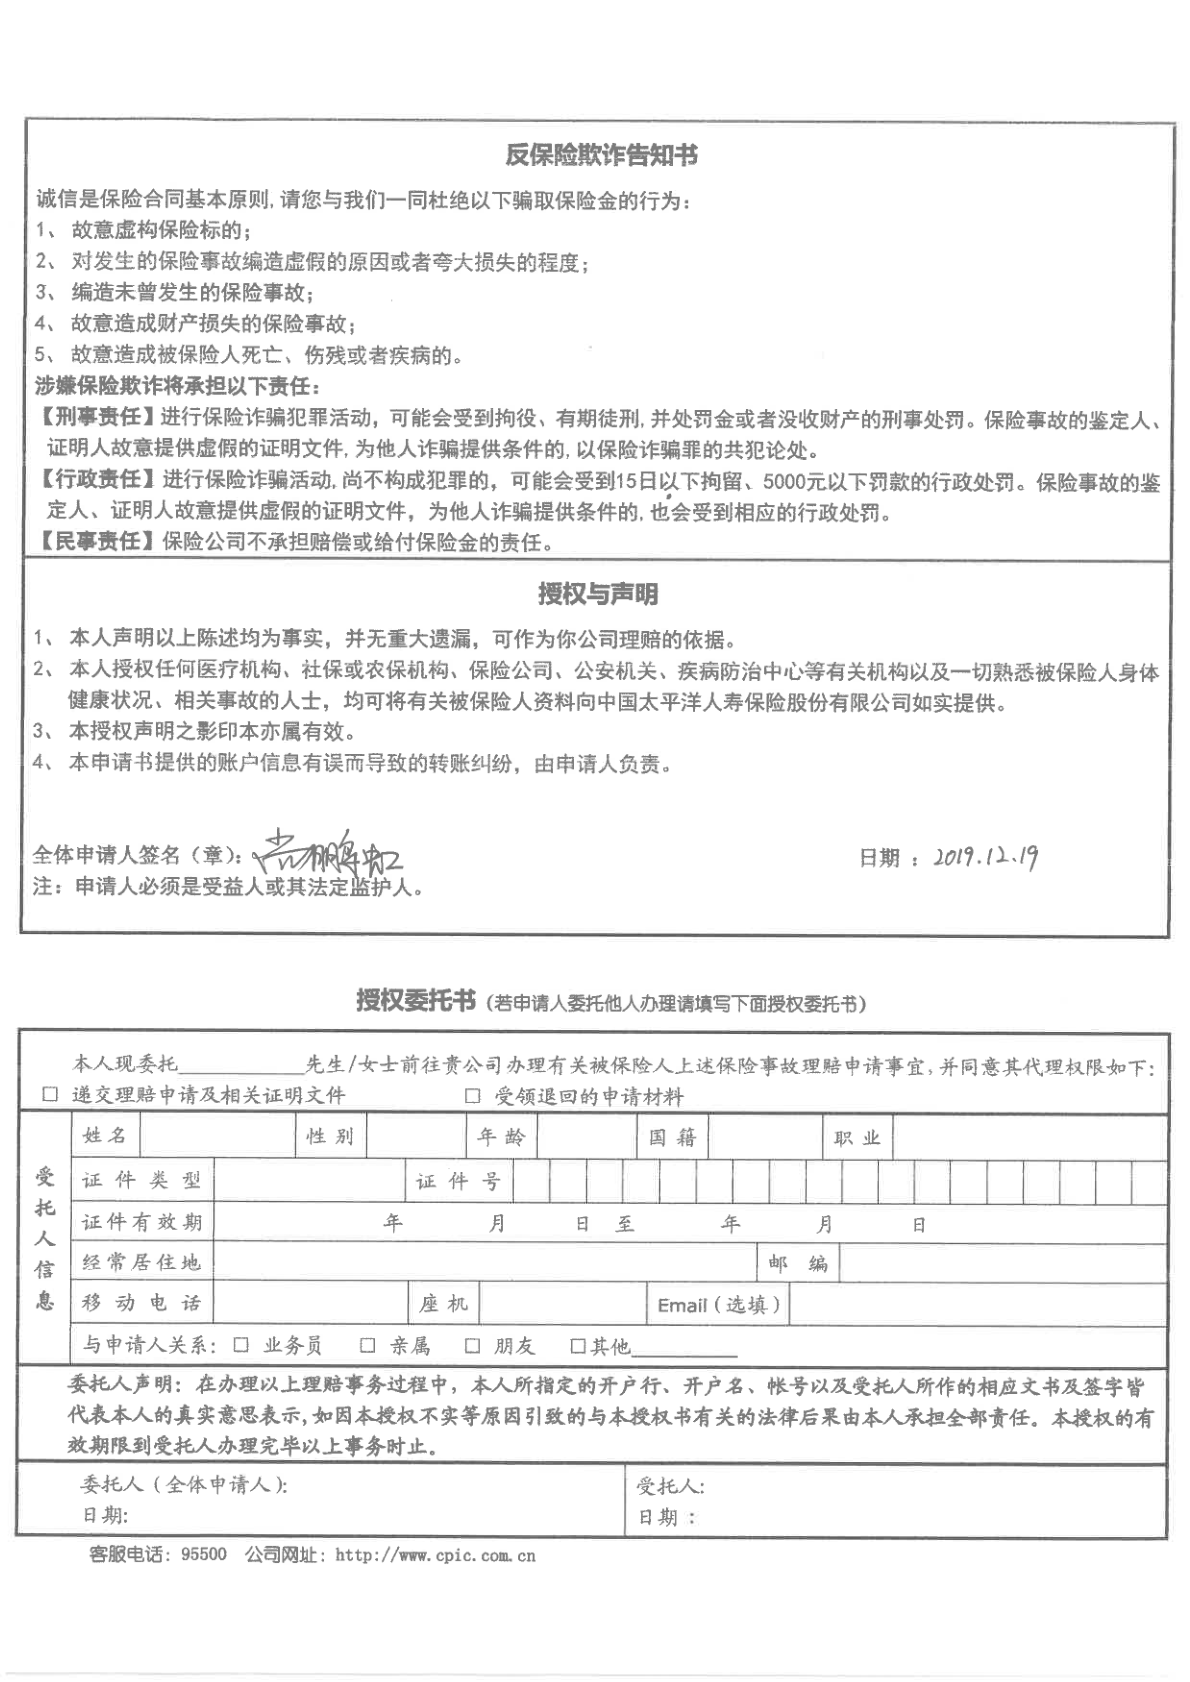 反保险欺诈告知书
诚信是保险合同基本原则,请您与我们一同杜绝以下骗取保险金的行为:
1、 故意虚构保险标的;
2、 对发生的保险事故编造虚假的原因或者夸大损失的程度;
3、 编造未曾发生的保险事故;
4、 故意造成财产损失的保险事故;
5、 故意造成被保险人死亡、伤残或者疾病的。
涉嫌保险欺诈将承担以下责任:
【刑事责任】进行保险诈骗犯罪活动, 可能会受到拘役、有期徒刑, 并处罚金或者没收财产的刑事处罚。保险事故的鉴定人、
证明人故意提供虚假的证明文件, 为他人诈骗提供条件的, 以保险诈骗罪的共犯论处。
【行政责任】进行保险诈骗活动, 尚不构成犯罪的, 可能会受到15日以下拘留、5000元以下罚款的行政处罚。保险事故的鉴
定人、证明人故意提供虚假的证明文件, 为他人诈骗提供条件的, 也会受到相应的行政处罚。
【民事责任】保险公司不承担赔偿或给付保险金的责任。
授权与声明
1、 本人声明以上陈述均为事实, 并无重大遗漏, 可作为你公司理赔的依据。
2、 本人授权任何医疗机构、社保或农保机构、保险公司、公安机关、疾病防治中心等有关机构以及一切熟悉被保险人身体
健康状况、相关事故的人士, 均可将有关被保险人资料向中国太平洋人寿保险股份有限公司如实提供。
3、 本授权声明之影印本亦属有效。
4、 本申请书提供的账户信息有误而导致的转账纠纷, 由申请人负责。
全体申请人签名(章): 日期 : 2019.12.19
注: 申请人必须是受益人或其法定监护人。
授权委托书 (若申请人委托他人办理请填写下面授权委托书)
本人现委托____________先生/女士前往贵公司办理有关被保险人上述保险事故理赔申请事宜, 并同意其代理权限如下:
□ 递交理赔申请及相关证明文件 □ 受领退回的申请材料
受托人信息
姓名 性别 年龄 国籍 职业
证件类型 证件号
证件有效期 年 月 日 至 年 月 日
经常居住地 邮编
移动电话 座机 Email (选填)
与申请人关系: □ 业务员 □ 亲属 □ 朋友 □其他__________
委托人声明: 在办理以上理赔事务过程中, 本人所指定的开户行、开户名、帐号以及受托人所作的相应文书及签字皆
代表本人的真实意思表示, 如因本授权不实等原因引致的与本授权书有关的法律后果由本人承担全部责任。本授权的有
效期限到受托人办理完毕以上事务时止。
委托人 (全体申请人): 受托人:
日期: 日期 :
客服电话: 95500 公司网址: http://www.cpic.com.cn